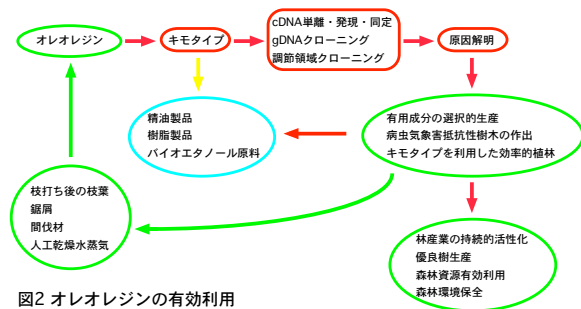 オレオレジン
キモタイプ
cDNA単離・発現・同定
gDNAクローニング
調節領域クローニング
原因解明
精油製品
樹脂製品
バイオエタノール原料
有用成分の選択的生産
病虫気象害抵抗性樹木の作出
キモタイプを利用した効率的植林
枝打ち後の枝葉
鋸屑
間伐材
人工乾燥水蒸気
林産業の持続的活性化
優良樹生産
森林資源有効利用
森林環境保全
図2 オレオレジンの有効利用